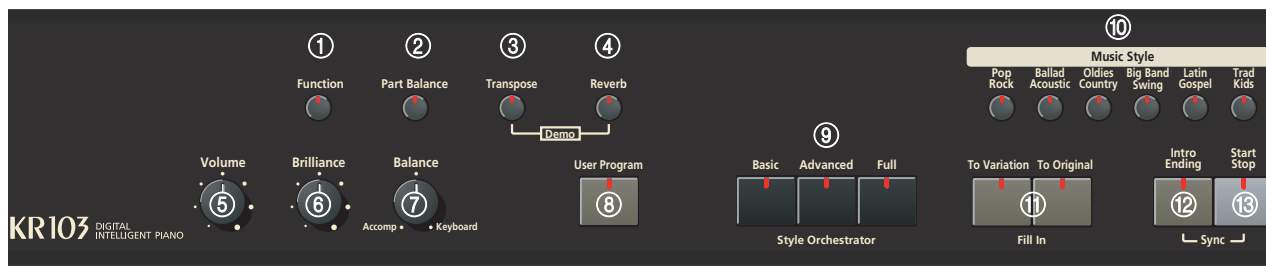 ① ② ③ ④ ⑩
Music Style
Function Part Balance Transpose Reverb
Pop Rock Ballad Acoustic Oldies Country Big Band Swing Latin Gospel Trad Kids
Demo
⑨
Volume Brilliance Balance User Program Basic Advanced Full To Variation To Original Intro Ending Start Stop
⑤ ⑥ ⑦ ⑧ ⑪ ⑫ ⑬
Accomp Keyboard
KR103 DIGITAL
INTELLIGENT PIANO
Style Orchestrator Fill In Sync